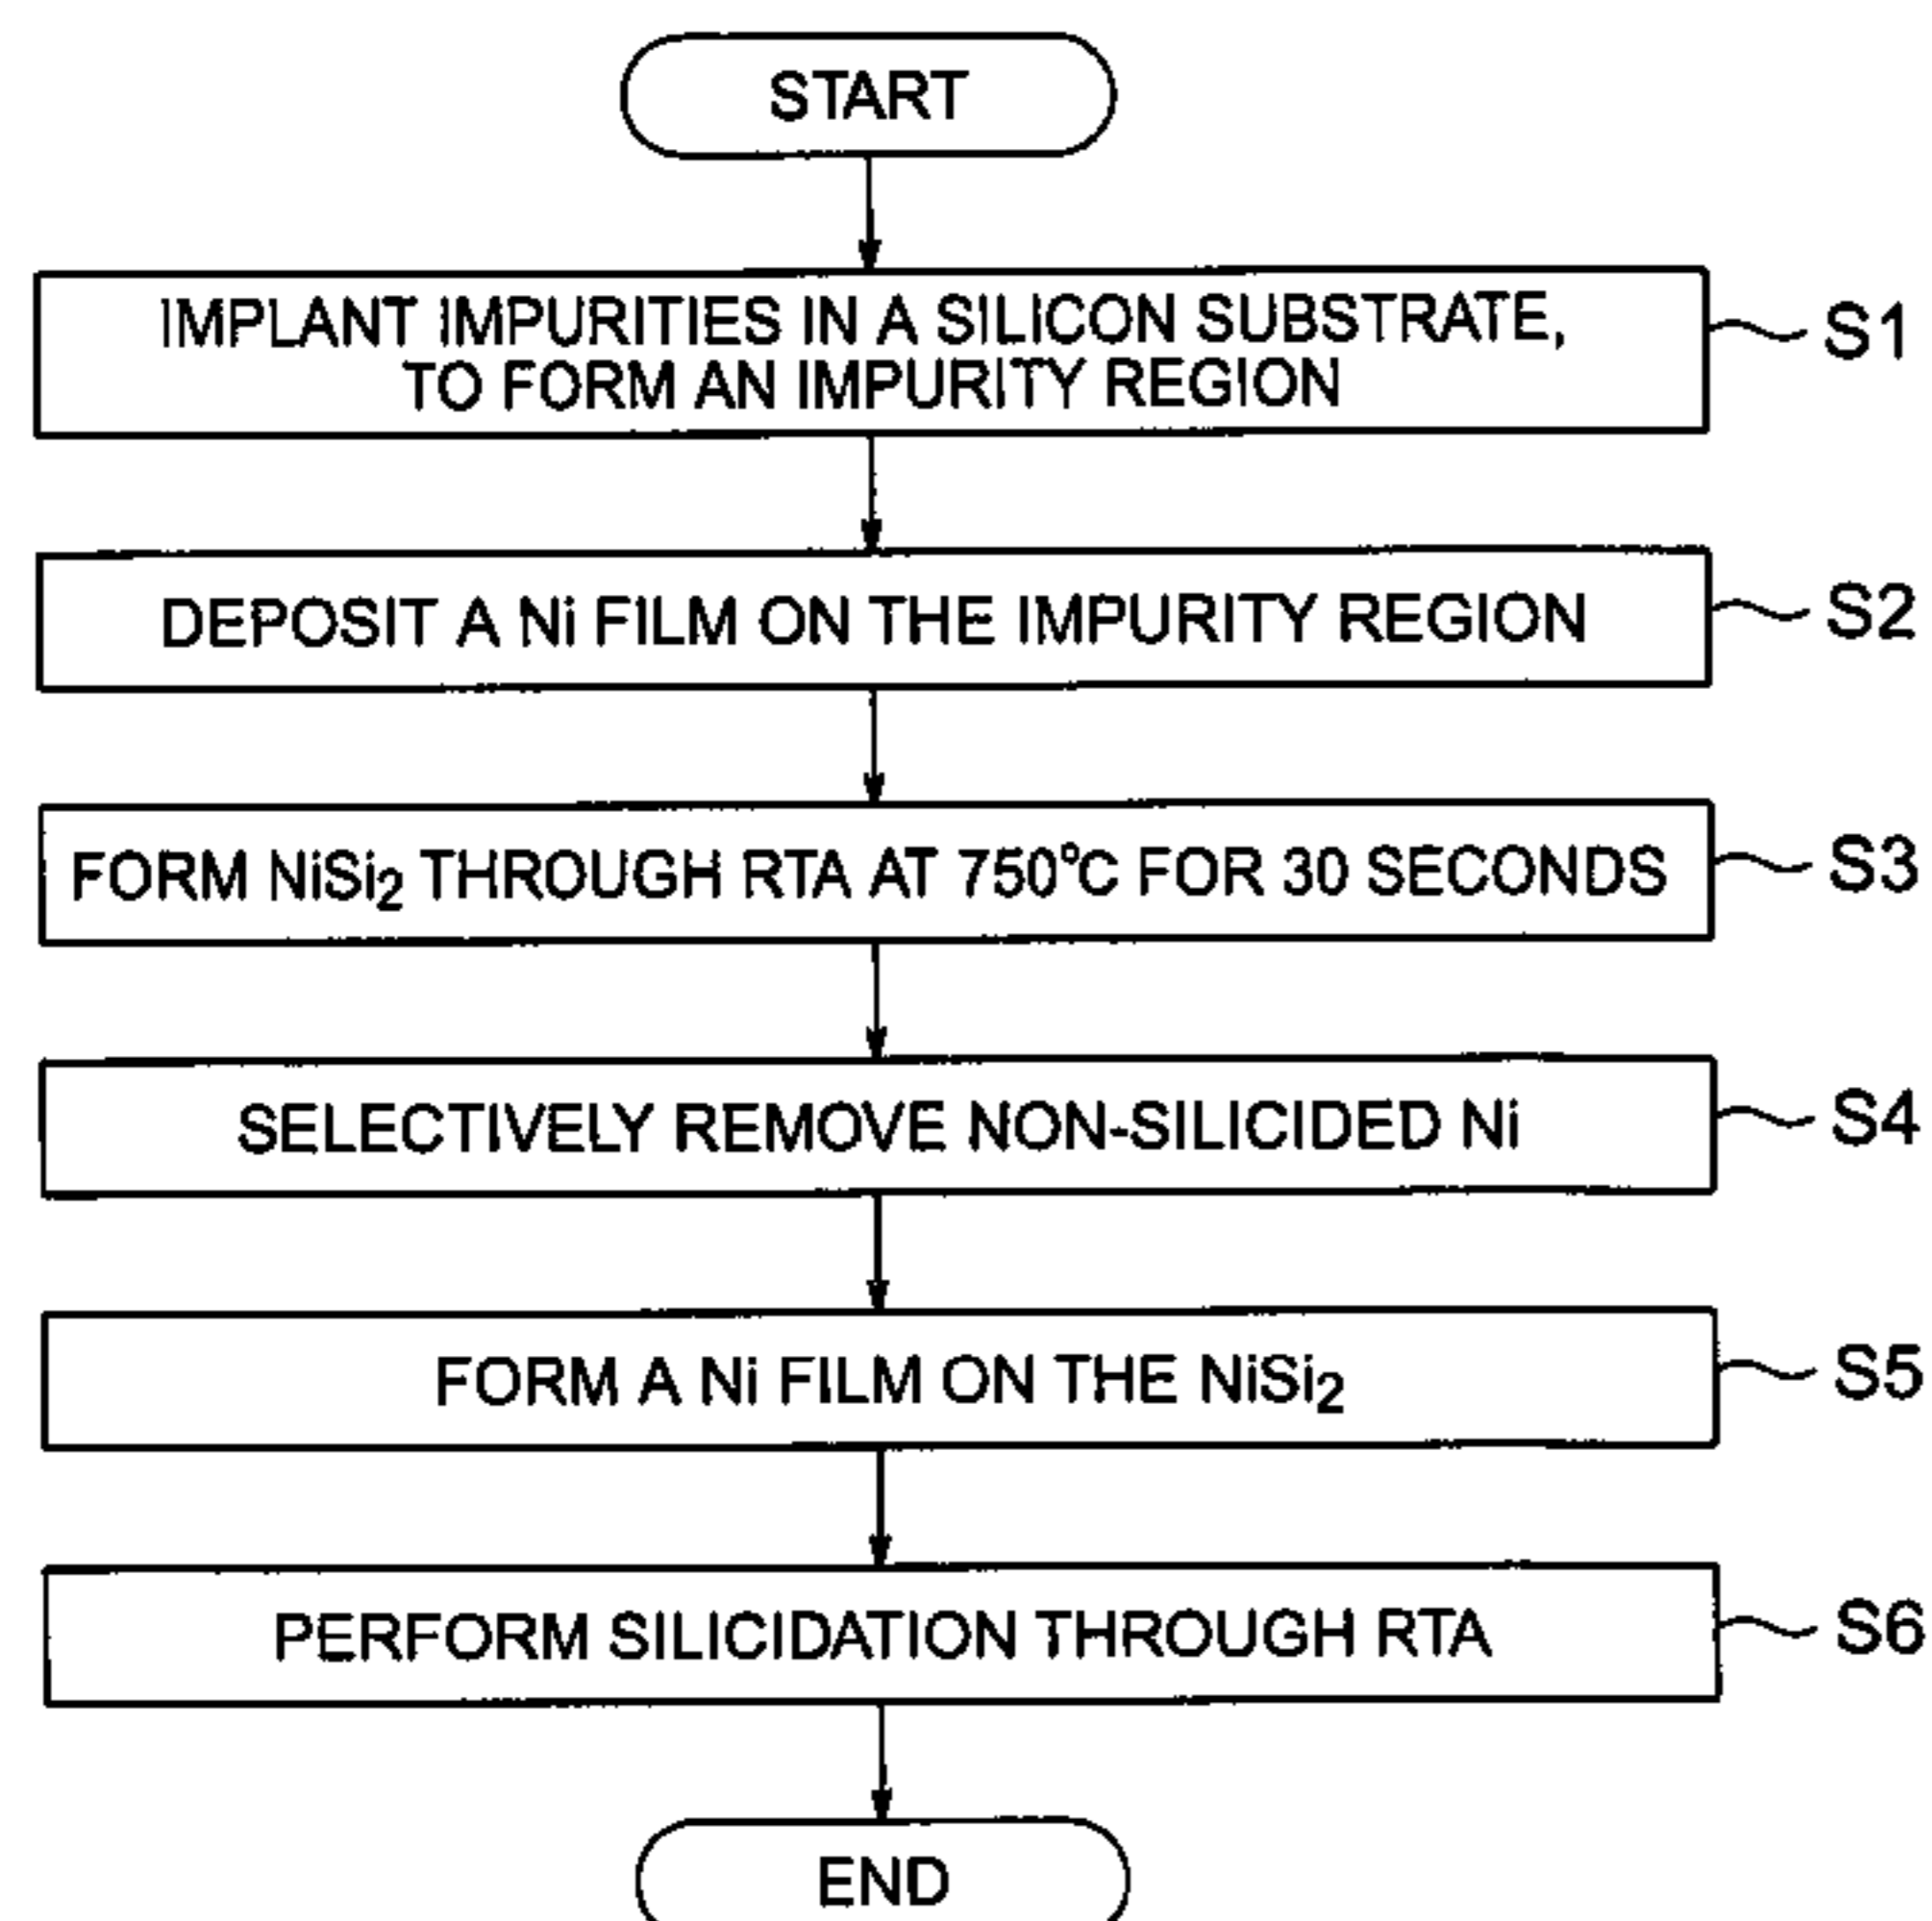 START
IMPLANT IMPURITIES IN A SILICON SUBSTRATE,
TO FORM AN IMPURITY REGION
S1
DEPOSIT A Ni FILM ON THE IMPURITY REGION
S2
FORM NiSi₂ THROUGH RTA AT 750°C FOR 30 SECONDS
S3
SELECTIVELY REMOVE NON-SILICIDED Ni
S4
FORM A Ni FILM ON THE NiSi₂
S5
PERFORM SILICIDATION THROUGH RTA
S6
END